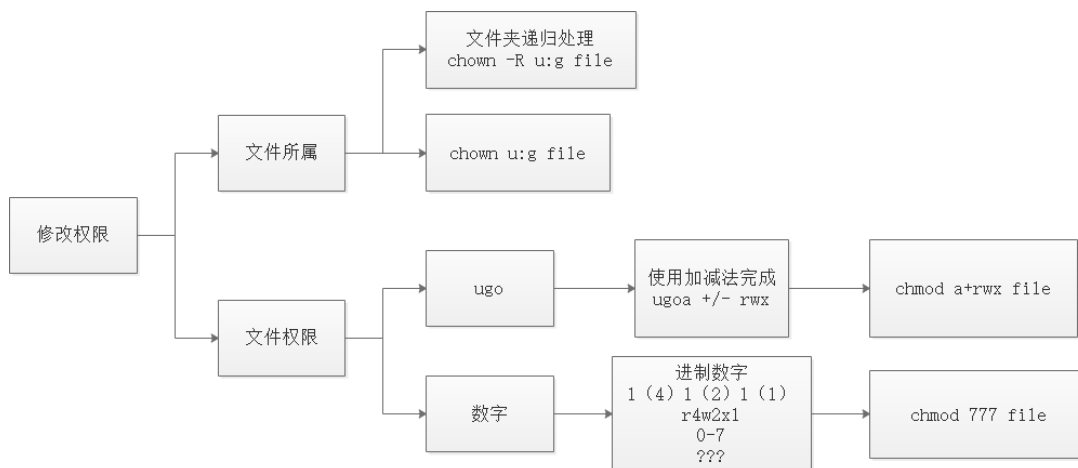 修改权限
文件所属
文件夹递归处理
chown -R u:g file
chown u:g file
文件权限
ugo
使用加减法完成
ugoa +/- rwx
chmod a+rwx file
数字
进制数字
1（4）1（2）1（1）
r4w2x1
0-7
???
chmod 777 file